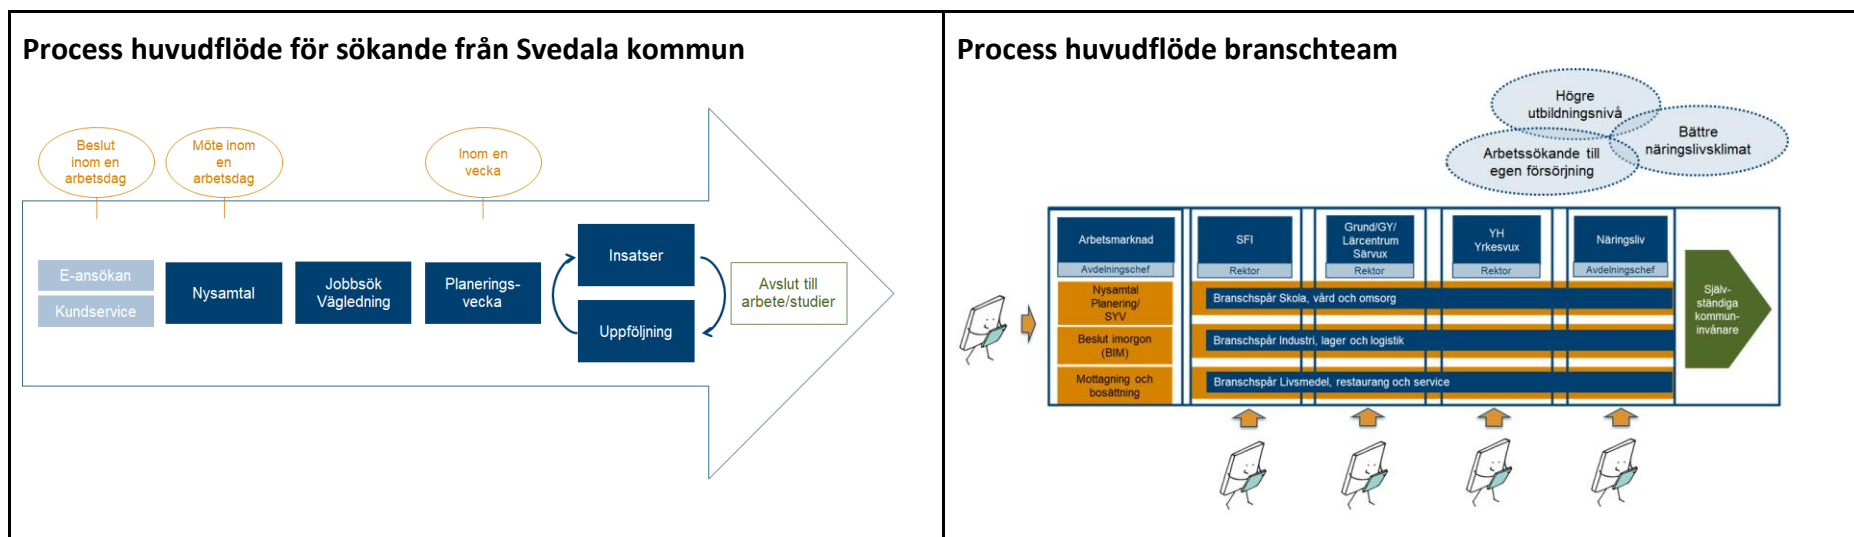 Process huvudflöde för sökande från Svedala kommun
Beslut
inom en
arbetsdag
Möte inom
en
arbetsdag
Inom en
vecka
E-ansökan
Kundservice
Nysamtal
Jobbsök
Vägledning
Planerings-
vecka
Insatser
Uppföljning
Avslut till
arbete/studier
Process huvudflöde branschteam
Högre
utbildningsnivå
Bättre
näringslivsklimat
Arbetssökande till
egen försörjning
Arbetsmarknad
Avdelningschef
SFI
Rektor
Grund/GY/
Lärcentrum
Särvux
Rektor
YH
Yrkesvux
Rektor
Näringsliv
Avdelningschef
Nysamtal
Planering/
SYV
Beslut imorgon
(BIM)
Mottagning och
bosättning
Branschspår Skola, vård och omsorg
Branschspår Industri, lager och logistik
Branschspår Livsmedel, restaurang och service
Själv-
ständiga
kommun-
invånare